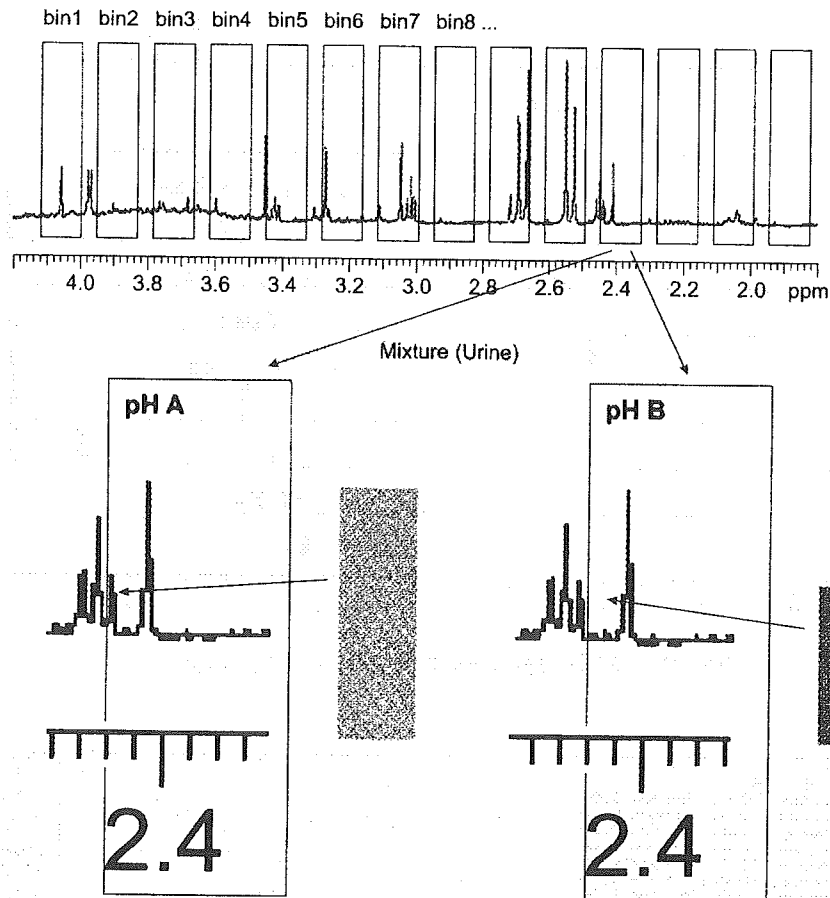 bin1 bin2 bin3 bin4 bin5 bin6 bin7 bin8 ...
4.0 3.8 3.6 3.4 3.2 3.0 2.8 2.6 2.4 2.2 2.0 ppm
Mixture (Urine)
pH A
pH B
2.4
2.4